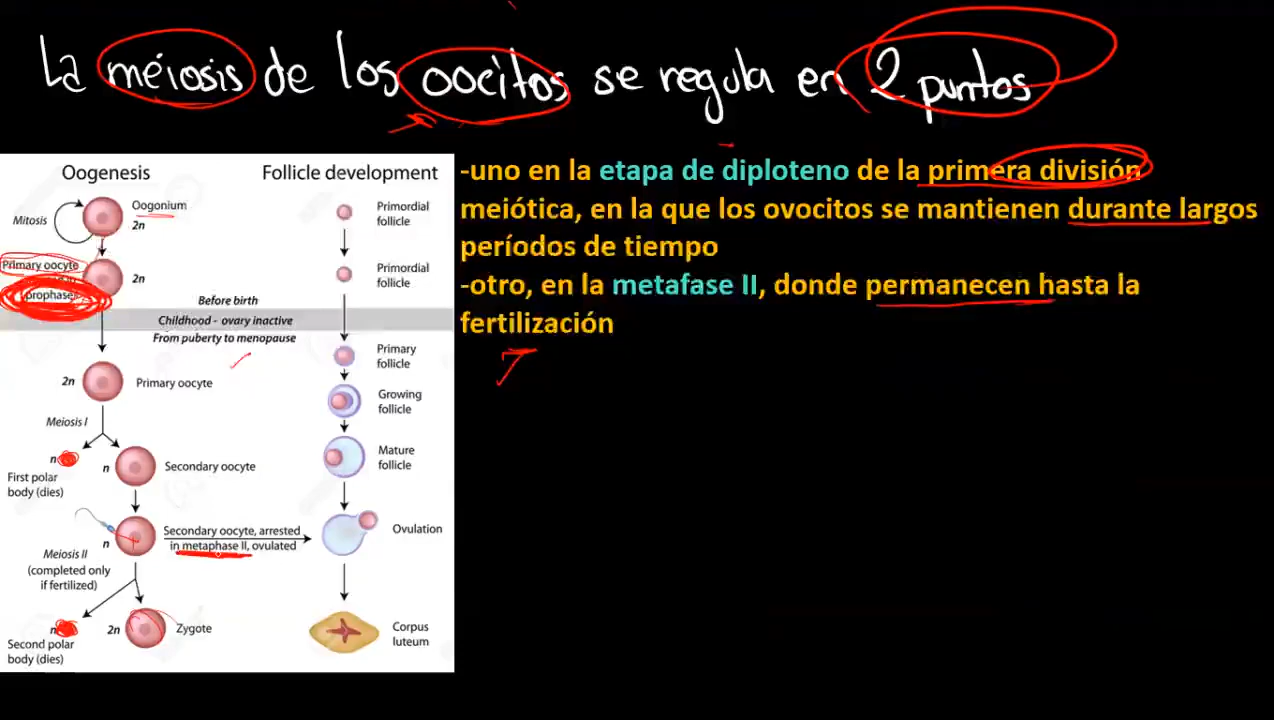 La meiosis de los oocitos se regula en 2 puntos
-uno en la etapa de diploteno de la primera división
meiótica, en la que los ovocitos se mantienen durante largos
períodos de tiempo
-otro, en la metafase II, donde permanecen hasta la
fertilización
Oogenesis
Follicle development
Oogonium
2n
Mitosis
Primordial
follicle
Primary oocyte
prophase
2n
Primordial
follicle
Before birth
Childhood - ovary inactive
From puberty to menopause
2n
Primary oocyte
Primary
follicle
Growing
follicle
Meiosis I
n
First polar
body (dies)
n
Secondary oocyte
Mature
follicle
n
Secondary oocyte, arrested
in metaphase II, ovulated
Ovulation
Meiosis II
(completed only
if fertilized)
n
Second polar
body (dies)
2n
Zygote
Corpus
luteum